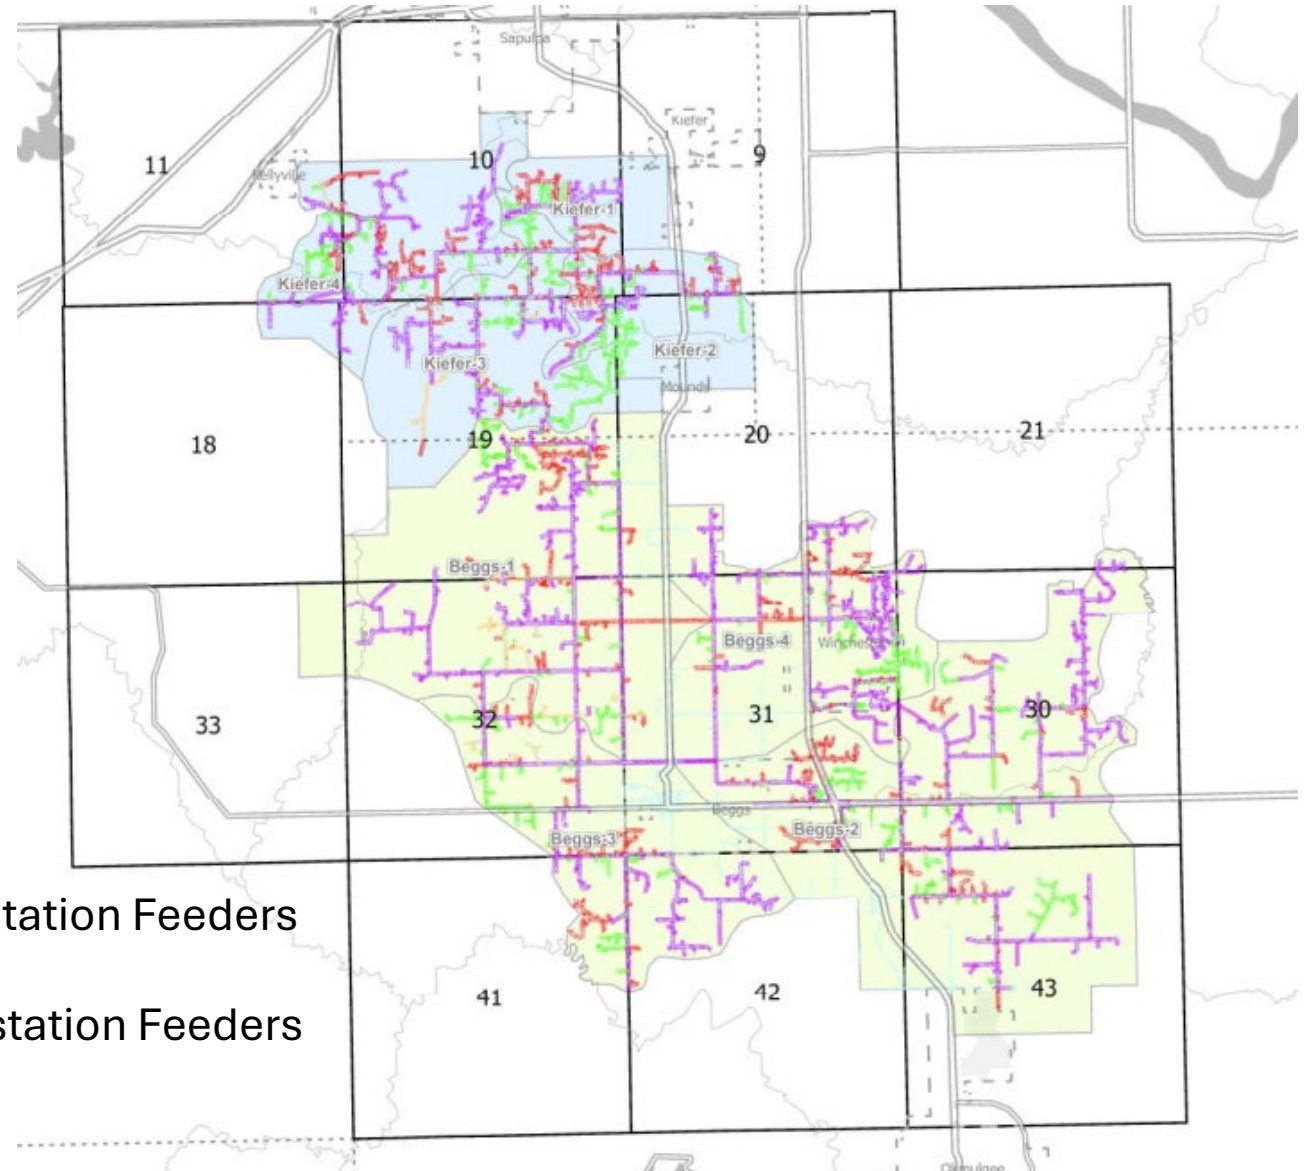 Sapulpa
Kiefer
11
10
9
Kellyville
Kiefer-1
Kiefer-4
Kiefer-2
Kiefer-3
Mounds
18
19
20
21
Beggs-1
Beggs-4
Winchester
33
32
31
30
Beggs
Beggs-3
Beggs-2
tation Feeders
41
42
43
station Feeders
Okmulgee